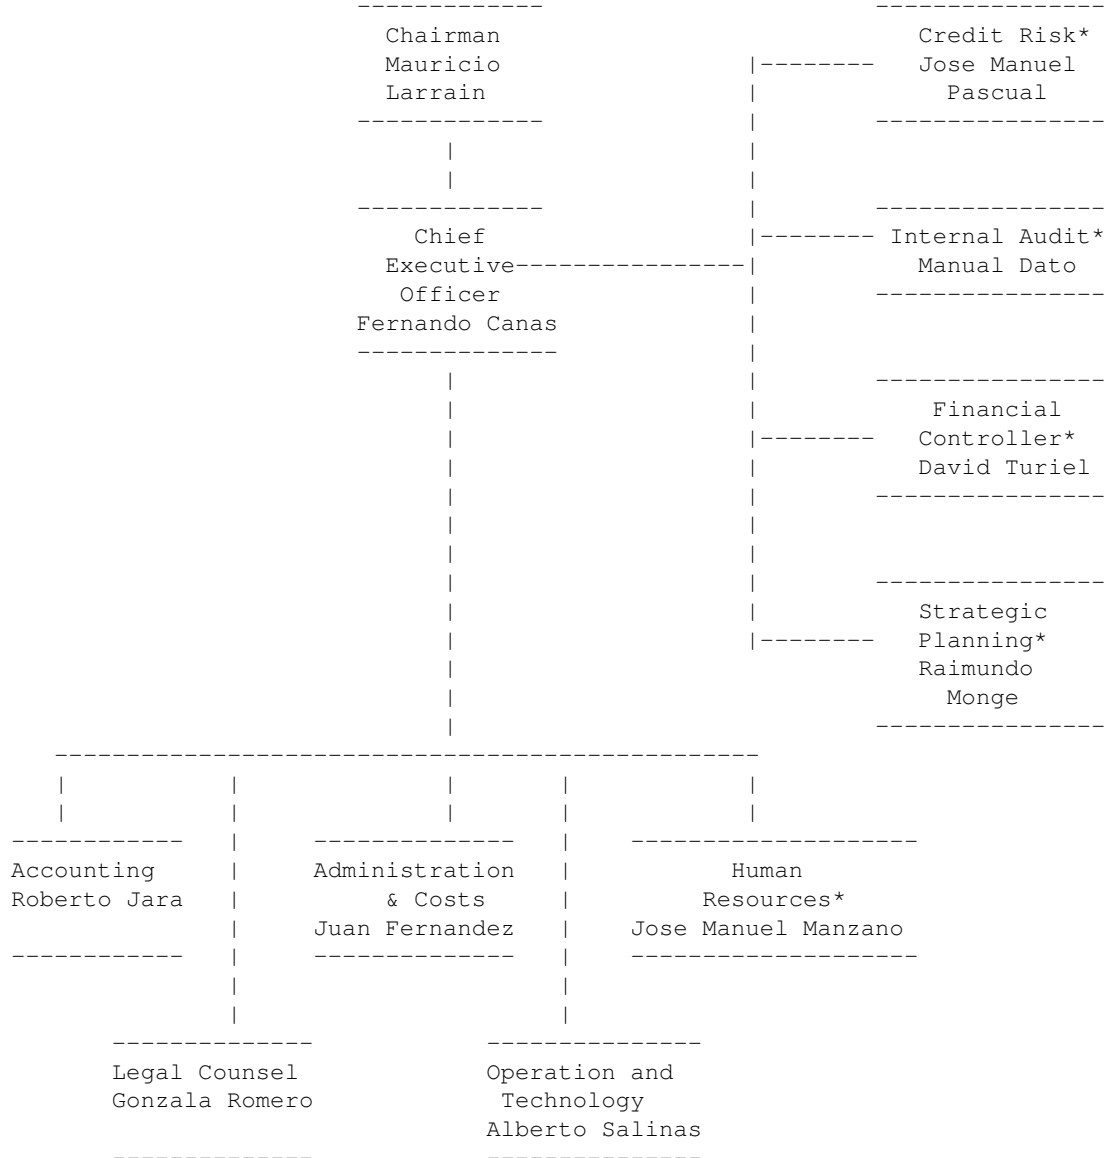 Chairman
Mauricio
Larrain
Credit Risk*
Jose Manuel
Pascual
Chief
Executive
Officer
Fernando Canas
Internal Audit*
Manual Dato
Financial
Controller*
David Turiel
Strategic
Planning*
Raimundo
Monge
Accounting
Roberto Jara
Administration
& Costs
Juan Fernandez
Human
Resources*
Jose Manuel Manzano
Legal Counsel
Gonzala Romero
Operation and
Technology
Alberto Salinas